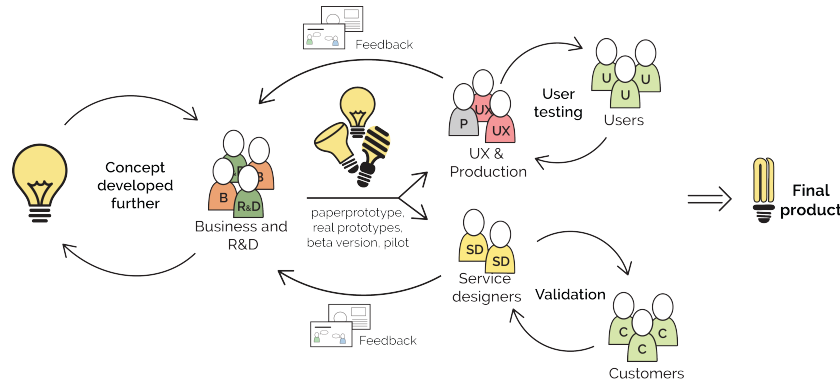 Feedback
Concept
developed
further
R&D
B
B
R&D
Business and
R&D
paperprototype,
real prototypes,
beta version, pilot
P
UX
UX
UX &
Production
User
testing
U
U
U
Users
SD
SD
Service
designers
Validation
C
C
C
Customers
Feedback
Final
product